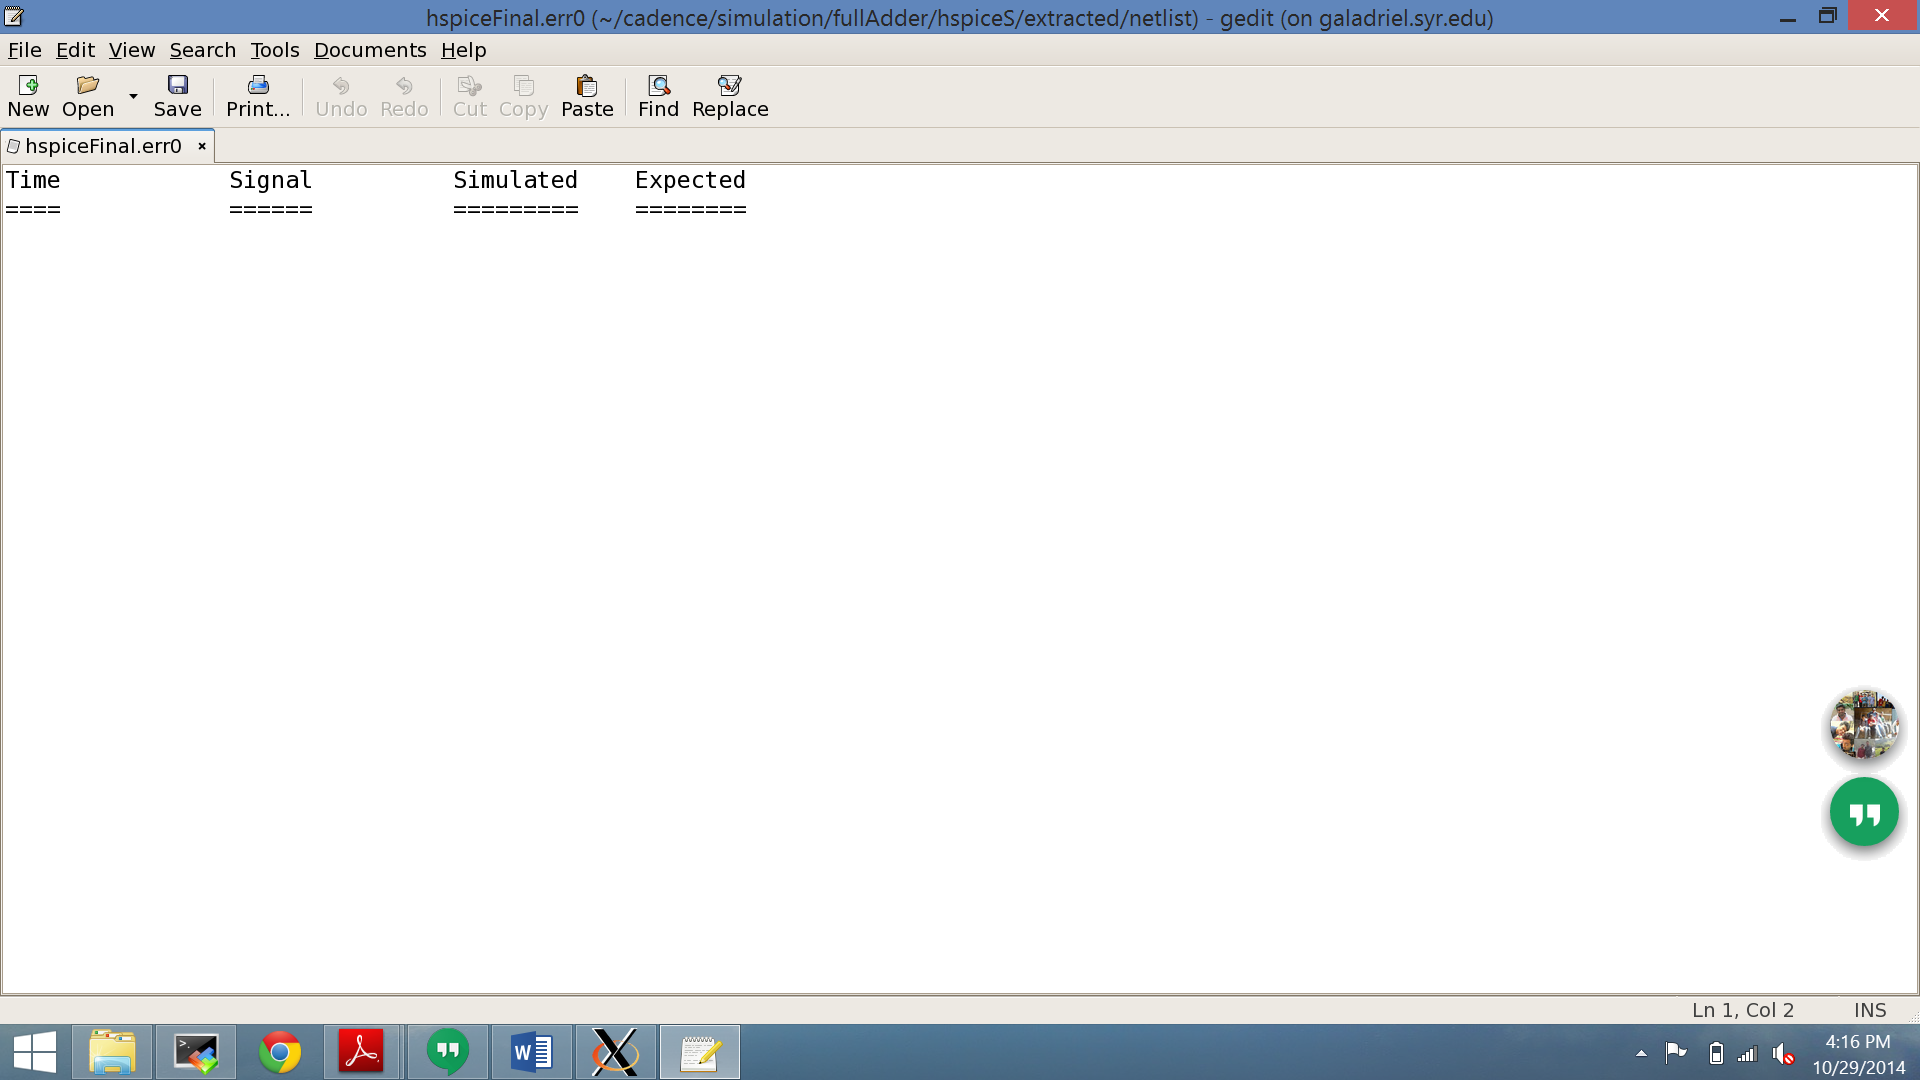 hspiceFinal.err0 (~/cadence/simulation/fullAdder/hspiceS/extracted/netlist) - gedit (on galadriel.syr.edu)
File Edit View Search Tools Documents Help
New Open Save Print... Undo Redo Cut Copy Paste Find Replace
hspiceFinal.err0 ×
Time Signal Simulated Expected
==== ====== ========= ========
Ln 1, Col 2 INS
4:16 PM
10/29/2014